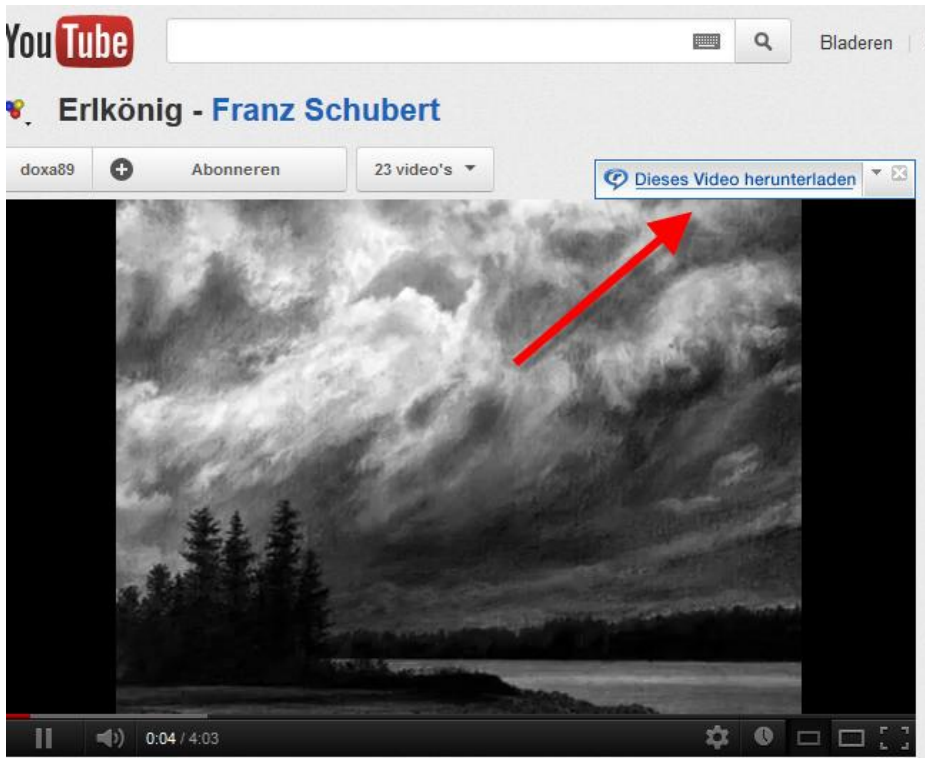 YouTube
Bladeren
Erlkönig - Franz Schubert
doxa89 Abonneren 23 video's
Dieses Video herunterladen
0:04 / 4:03